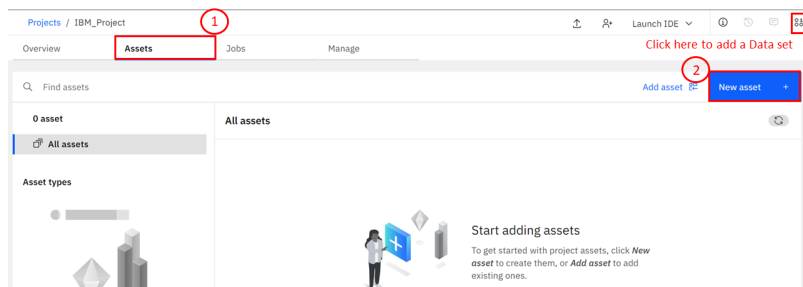 Projects / IBM_Project
1
Launch IDE
Overview
Assets
Jobs
Manage
Click here to add a Data set
2
Find assets
Add asset
New asset +
0 asset
All assets
All assets
Asset types
Start adding assets
To get started with project assets, click New
asset to create them, or Add asset to add
existing ones.